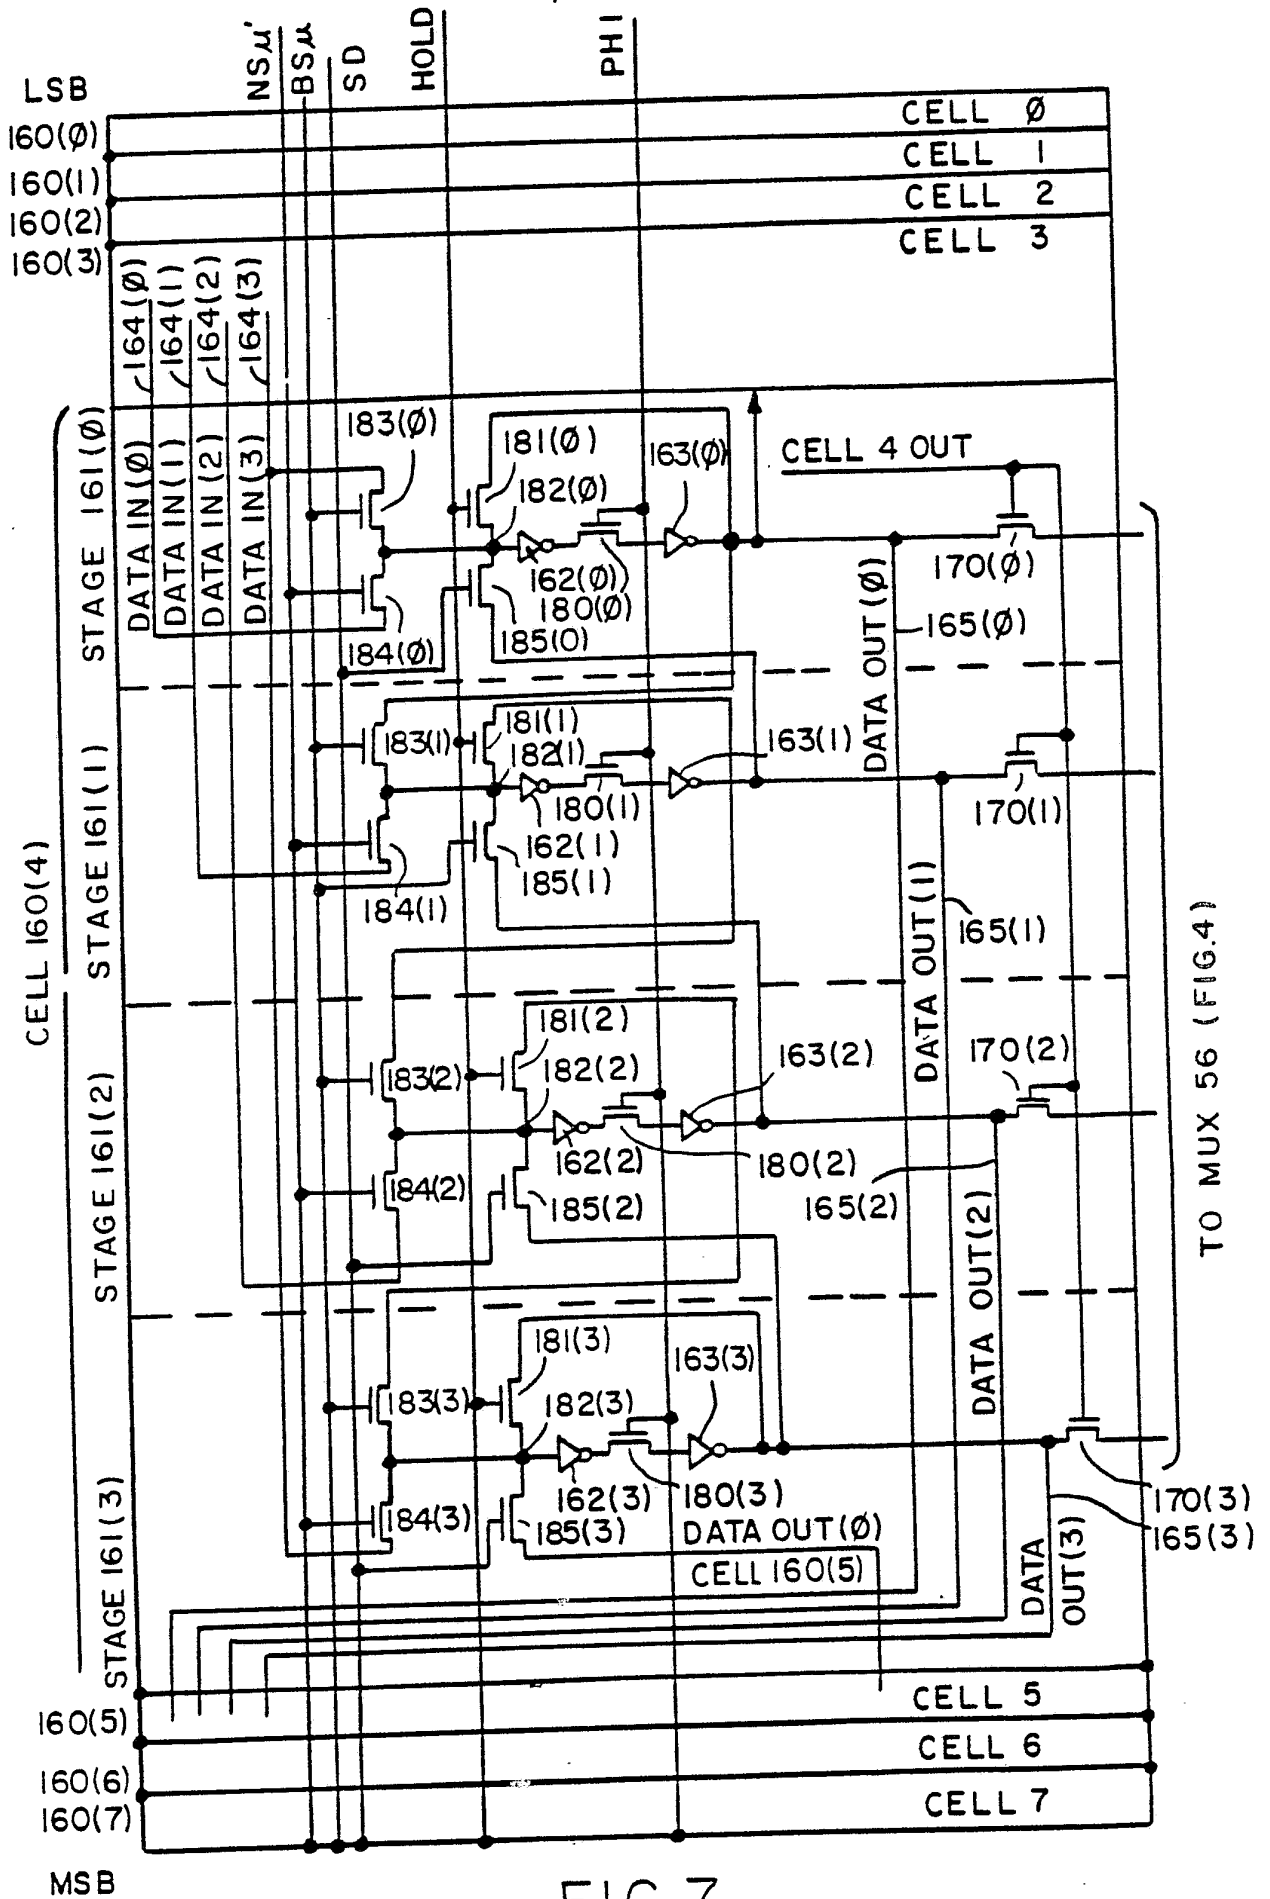 NSμ'
BSμ
SD
HOLD
PHI
LSB
160(Ø)
CELL Ø
160(1)
CELL 1
160(2)
CELL 2
160(3)
CELL 3
164(Ø)
164(1)
164(2)
164(3)
CELL 160(4)
STAGE 161(Ø)
DATA IN(Ø)
DATA IN(1)
DATA IN(2)
DATA IN(3)
183(Ø)
181(Ø)
182(Ø)
163(Ø)
CELL 4 OUT
162(Ø)
180(Ø)
184(Ø)
185(O)
170(Ø)
DATA OUT(Ø)
165(Ø)
STAGE 161(1)
183(1)
181(1)
182(1)
163(1)
180(1)
162(1)
185(1)
184(1)
170(1)
DATA OUT(1)
165(1)
TO MUX 56 (FIG.4)
STAGE 161(2)
183(2)
181(2)
182(2)
163(2)
170(2)
162(2)
180(2)
184(2)
185(2)
165(2)
DATA OUT(2)
STAGE 161(3)
183(3)
181(3)
182(3)
163(3)
162(3)
180(3)
184(3)
185(3)
DATA OUT(Ø)
CELL 160(5)
170(3)
165(3)
DATA
OUT(3)
CELL 5
160(5)
CELL 6
160(6)
CELL 7
160(7)
MSB
FIG.7